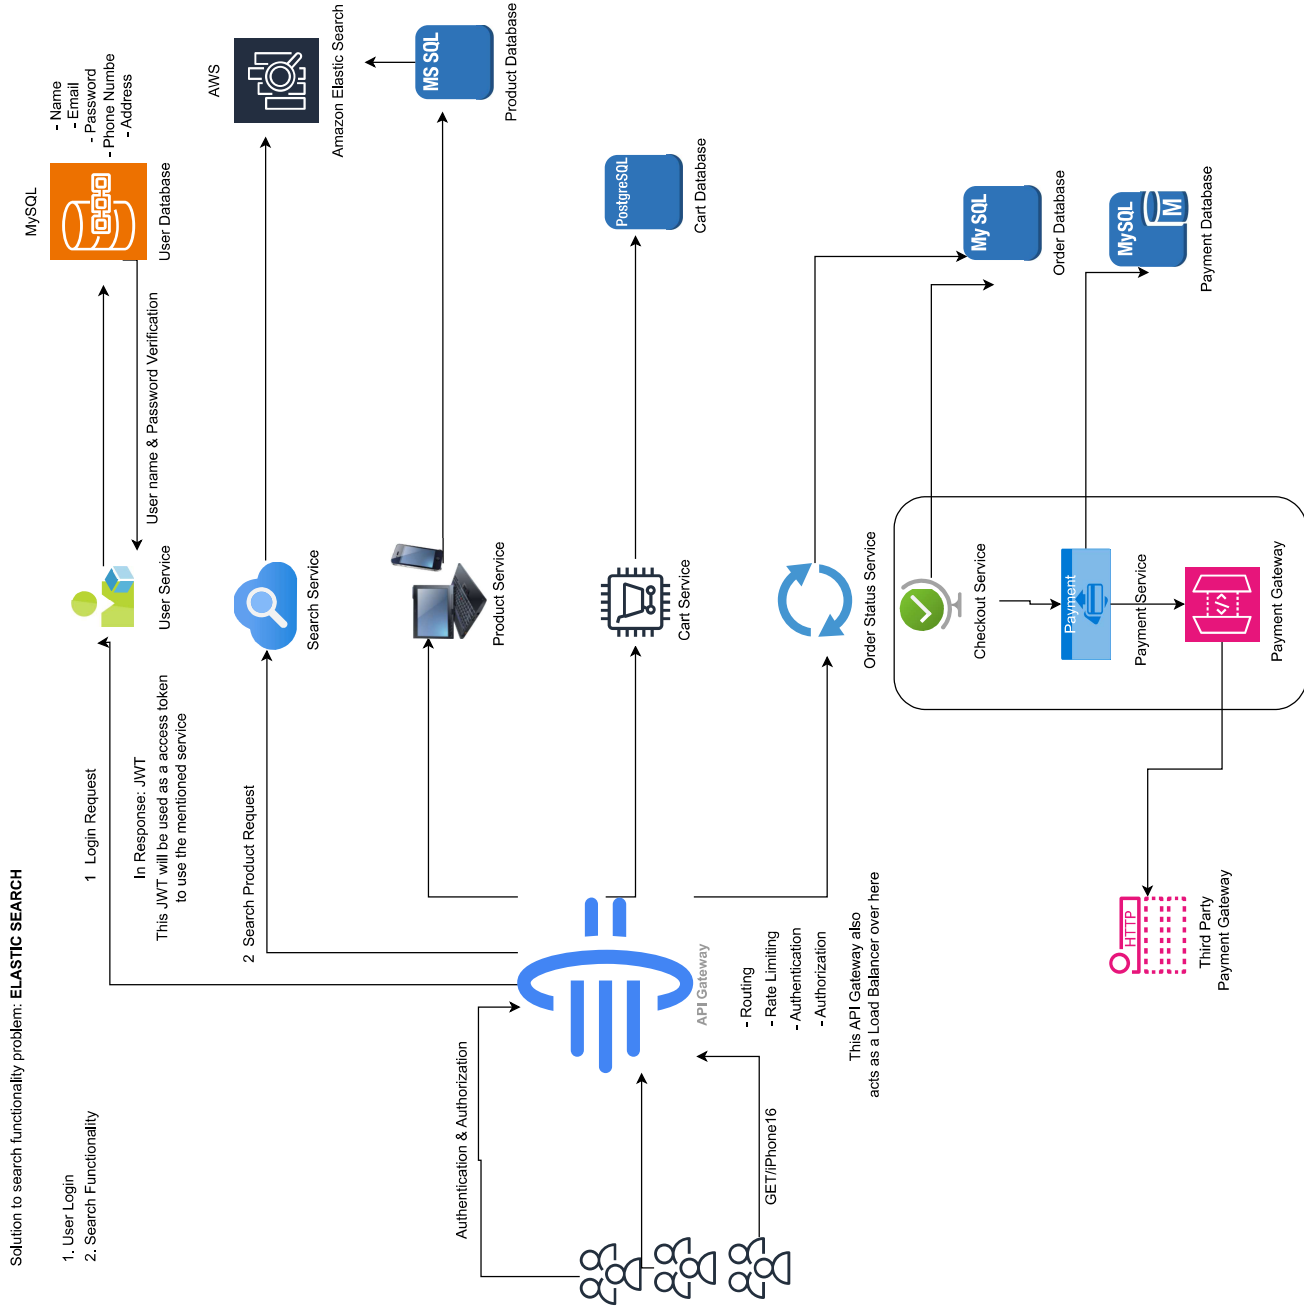 Solution to search functionality problem: ELASTIC SEARCH
1. User Login
2. Search Functionality
1 Login Request
In Response: JWT
This JWT will be used as a access token
to use the mentioned service
User Service
User name & Password Verification
MySQL
User Database
- Name
- Email
- Password
- Phone Numbe
- Address
2 Search Product Request
Search Service
AWS
Amazon Elastic Search
Product Service
MS SQL
Product Database
Authentication & Authorization
GET/iPhone16
API Gateway
- Routing
- Rate Limiting
- Authentication
- Authorization
This API Gateway also
acts as a Load Balancer over here
Cart Service
PostgreSQL
Cart Database
Order Status Service
My SQL
Order Database
Checkout Service
Payment
Payment Service
MySQL
M
Payment Database
</>
Payment Gateway
HTTP
Third Party
Payment Gateway